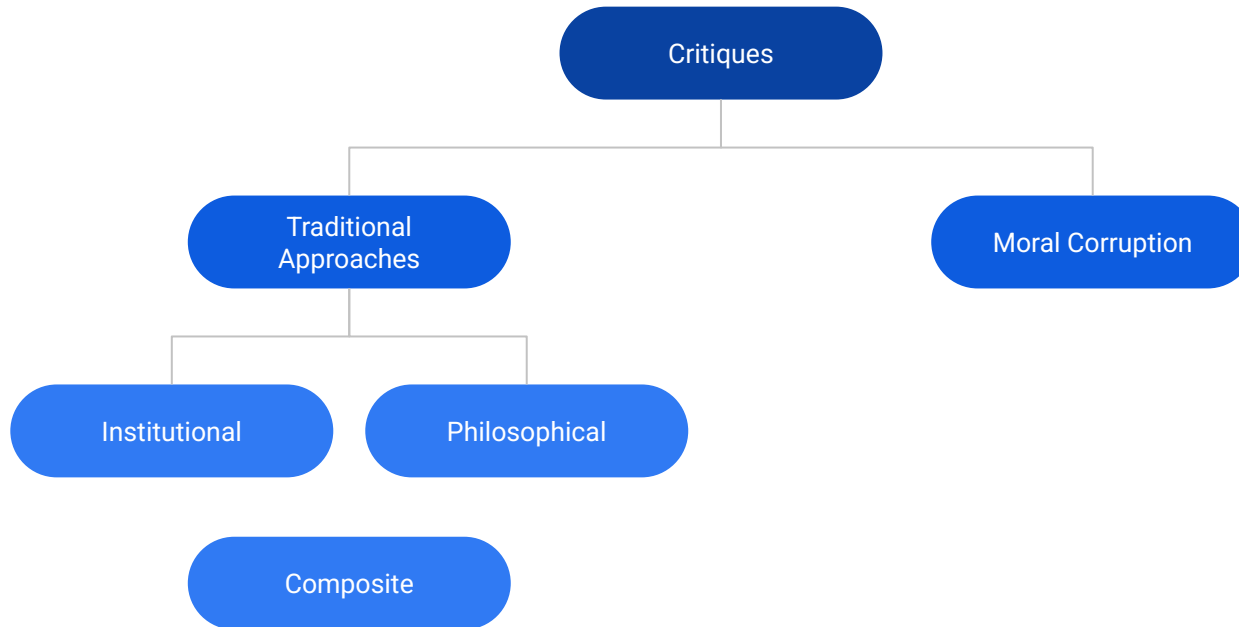 Critiques
Traditional
Approaches
Moral Corruption
Institutional
Philosophical
Composite